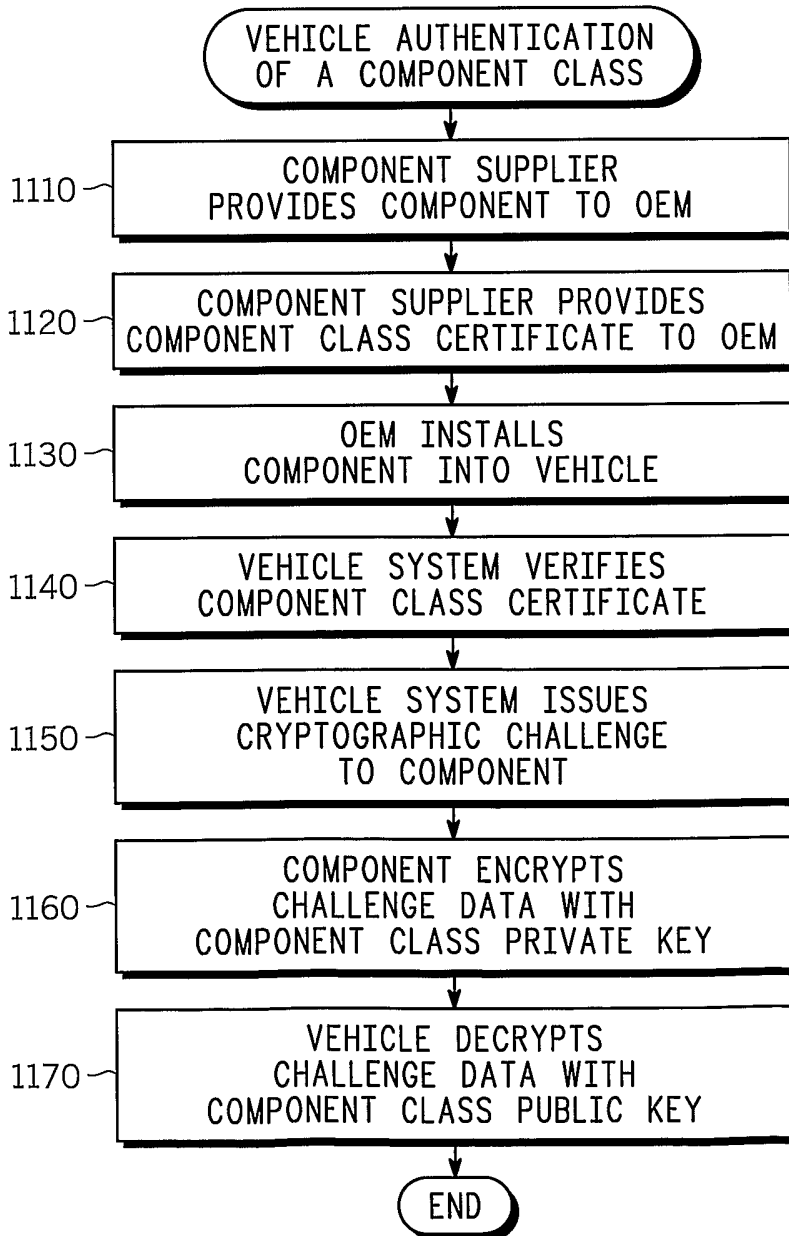 VEHICLE AUTHENTICATION
OF A COMPONENT CLASS
1110
COMPONENT SUPPLIER
PROVIDES COMPONENT TO OEM
1120
COMPONENT SUPPLIER PROVIDES
COMPONENT CLASS CERTIFICATE TO OEM
1130
OEM INSTALLS
COMPONENT INTO VEHICLE
1140
VEHICLE SYSTEM VERIFIES
COMPONENT CLASS CERTIFICATE
1150
VEHICLE SYSTEM ISSUES
CRYPTOGRAPHIC CHALLENGE
TO COMPONENT
1160
COMPONENT ENCRYPTS
CHALLENGE DATA WITH
COMPONENT CLASS PRIVATE KEY
1170
VEHICLE DECRYPTS
CHALLENGE DATA WITH
COMPONENT CLASS PUBLIC KEY
END